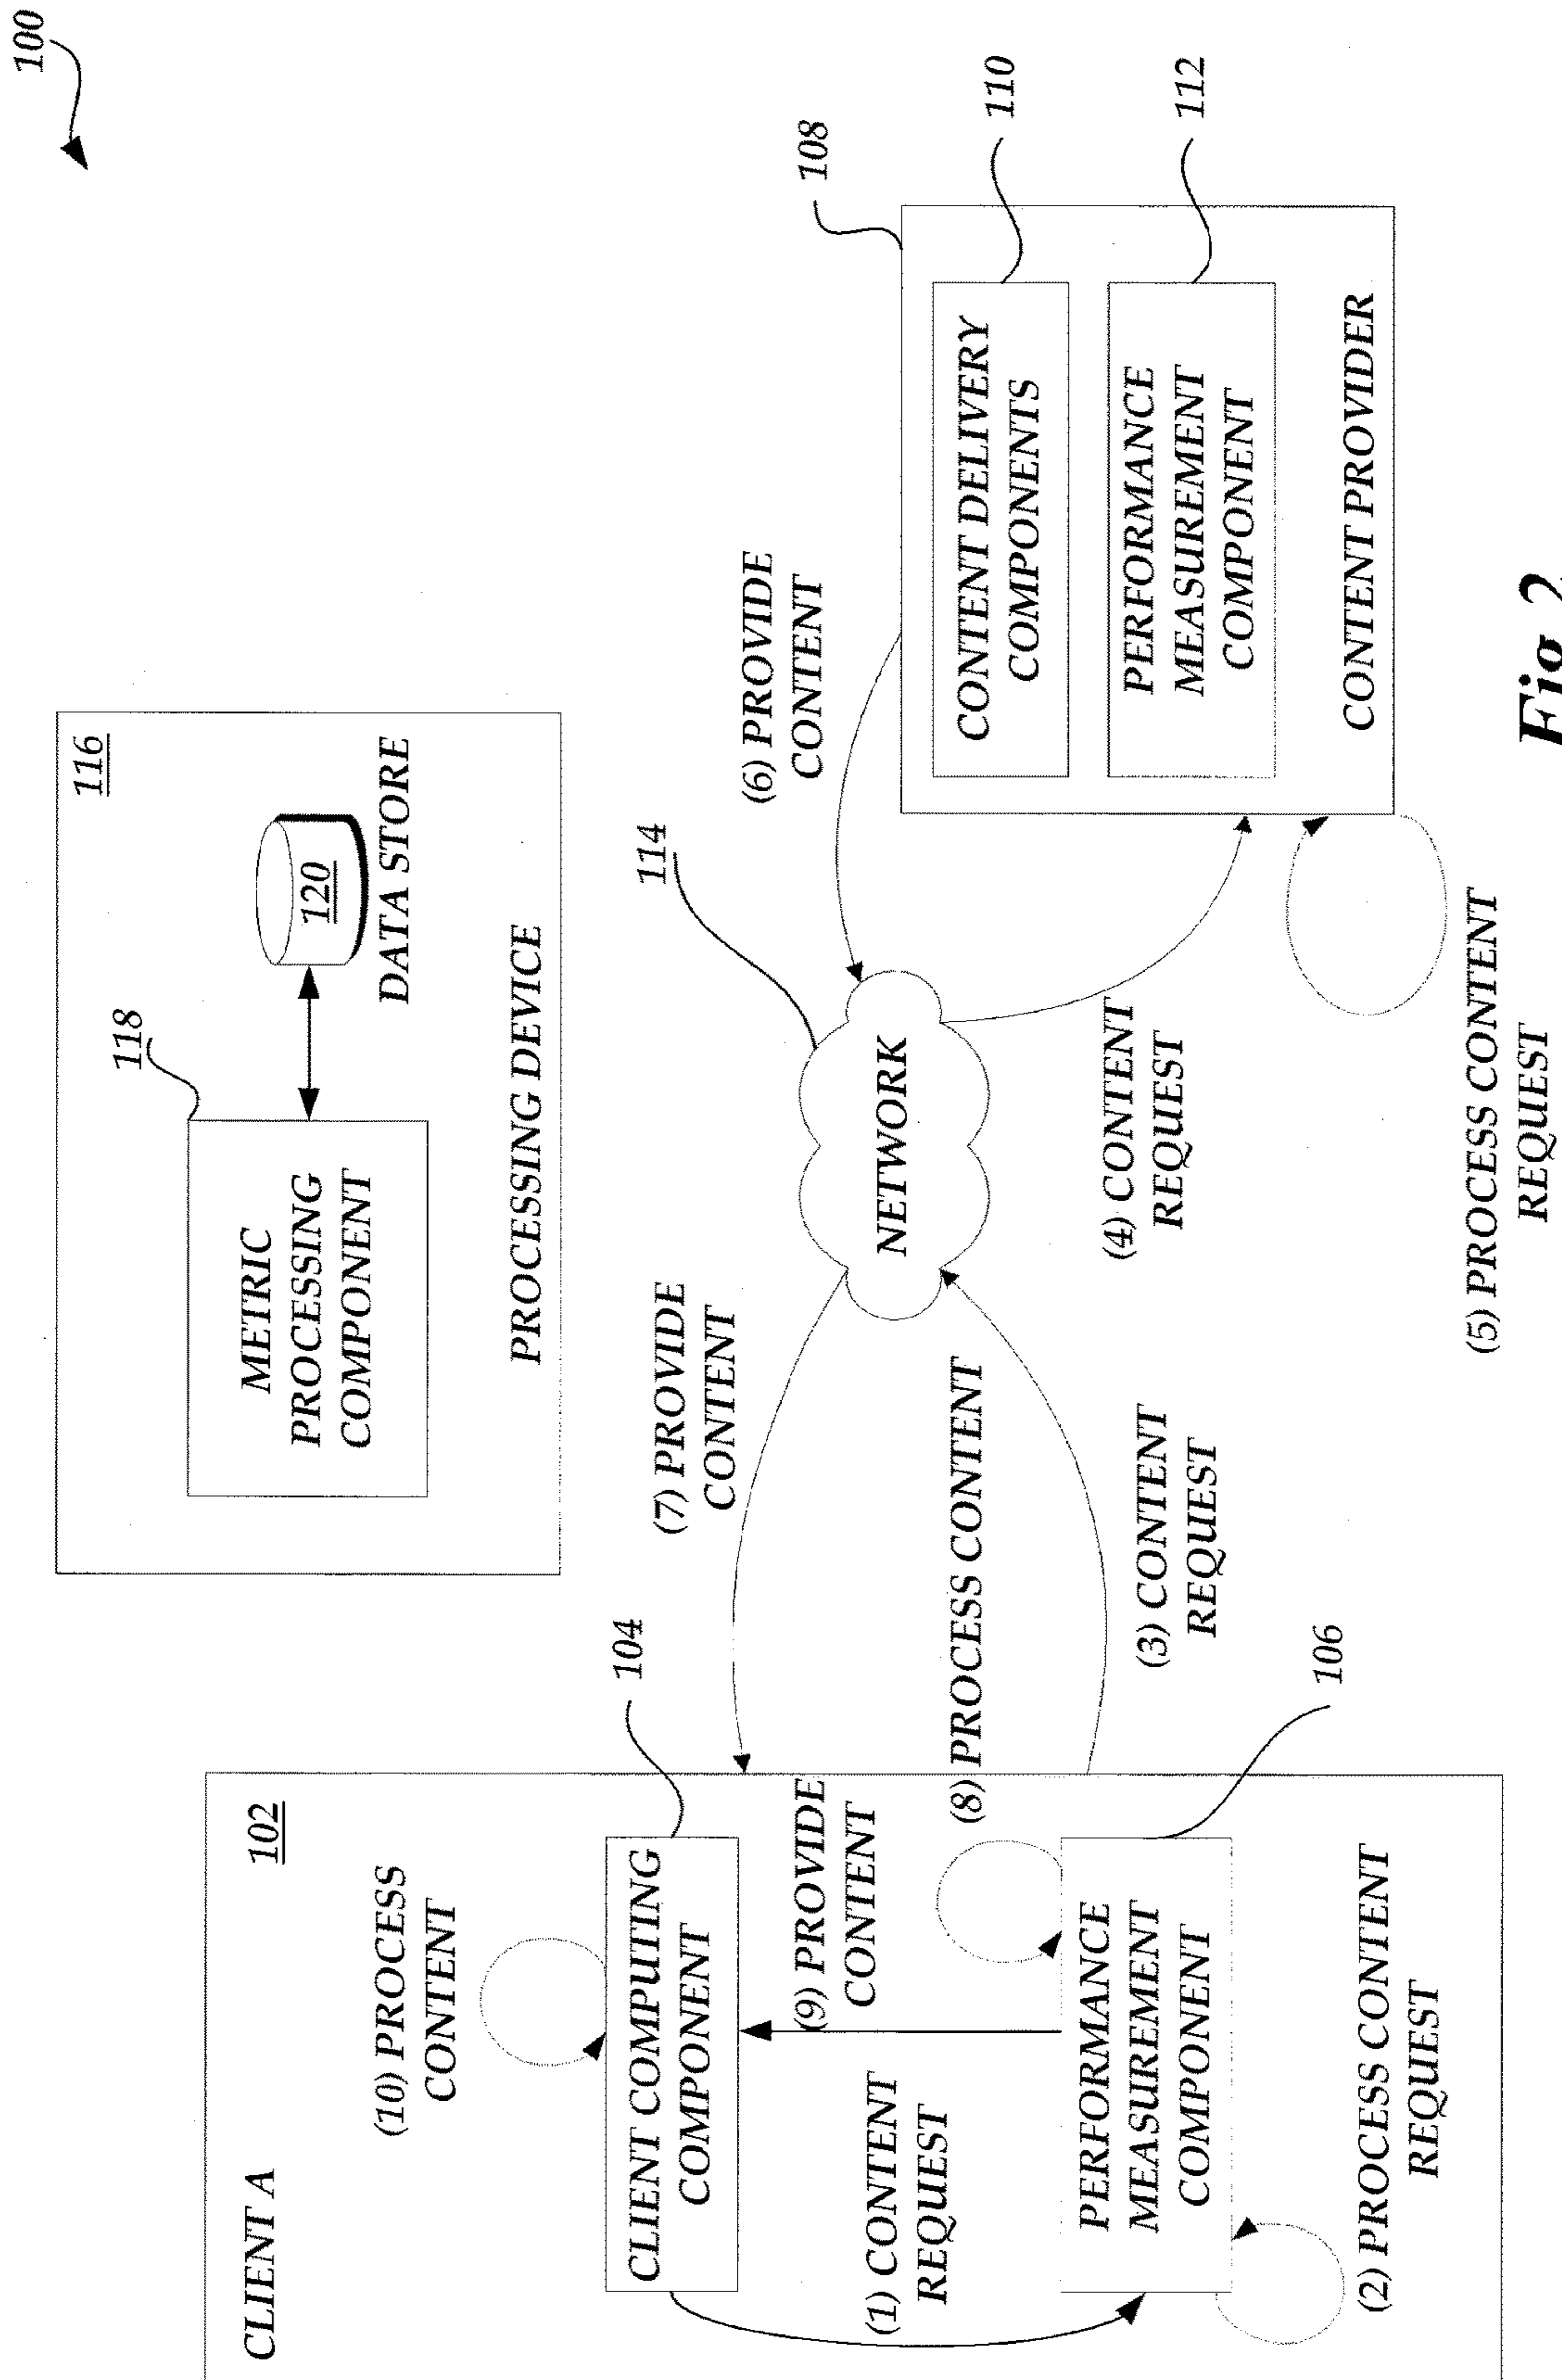 100
116
118
METRIC
PROCESSING
COMPONENT
120
DATA STORE
PROCESSING DEVICE
CLIENT A
102
(10) PROCESS
CONTENT
104
CLIENT COMPUTING
COMPONENT
(1) CONTENT
REQUEST
(9) PROVIDE
CONTENT
(8) PROCESS CONTENT
PERFORMANCE
MEASUREMENT
COMPONENT
106
(2) PROCESS CONTENT
REQUEST
(7) PROVIDE
CONTENT
(3) CONTENT
REQUEST
114
NETWORK
(6) PROVIDE
CONTENT
(4) CONTENT
REQUEST
108
CONTENT DELIVERY
COMPONENTS
110
PERFORMANCE
MEASUREMENT
COMPONENT
112
CONTENT PROVIDER
(5) PROCESS CONTENT
REQUEST
Fig. 2